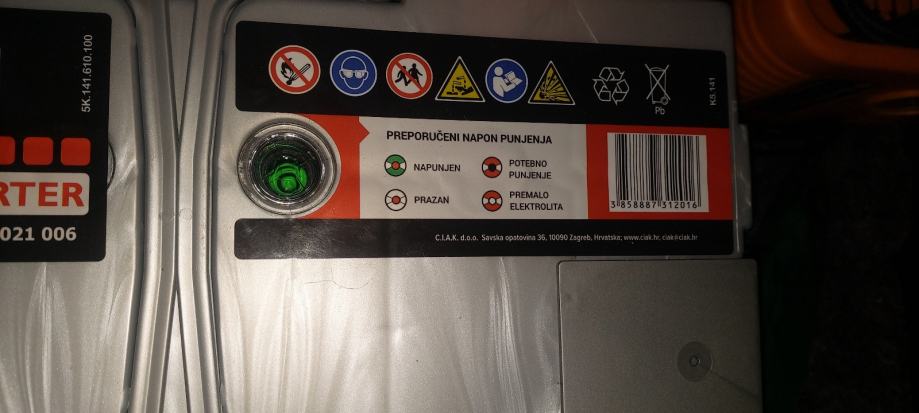 5K.141.610.100
RTER
021 006
Pb
K5.141
PREPORUČENI NAPON PUNJENJA
NAPUNJEN
POTEBNO
PUNJENJE
PRAZAN
PREMALO
ELEKTROLITA
3 858887 312016
C.I.A.K. d.o.o. Savska opatovina 36, 10090 Zagreb, Hrvatska; www.ciak.hr, ciak@ciak.hr